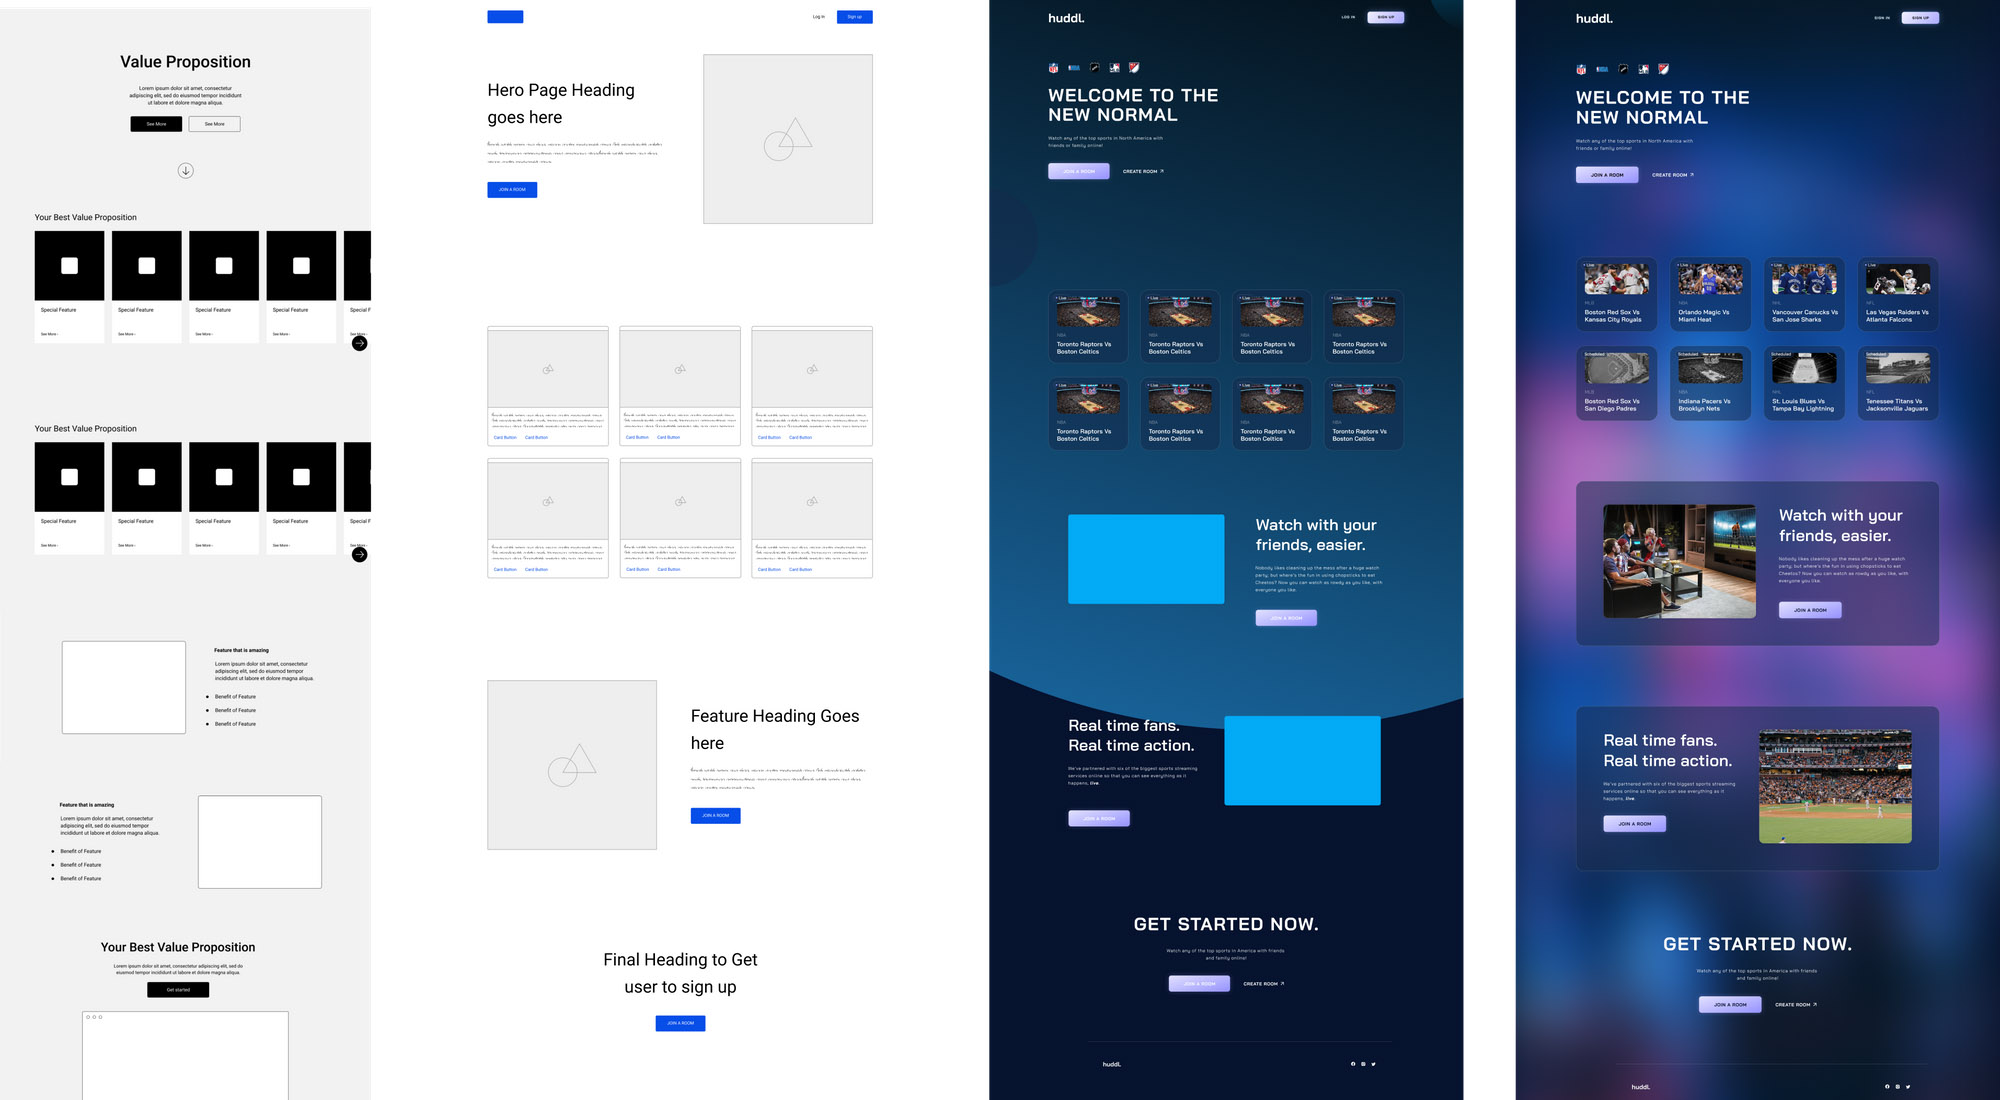 Value Proposition
Lorem ipsum dolor sit amet, consectetur
adipiscing elit, sed do eiusmod tempor incididunt
ut labore et dolore magna aliqua.
See More
See More
Your Best Value Proposition
Special Feature
Special Feature
Special Feature
Special Feature
Special F
See More ›
See More ›
See More ›
See More ›
See More ›
Your Best Value Proposition
Special Feature
Special Feature
Special Feature
Special Feature
Special F
See More ›
See More ›
See More ›
See More ›
See More ›
Feature that is amazing
Lorem ipsum dolor sit amet, consectetur
adipiscing elit, sed do eiusmod tempor
incididunt ut labore et dolore magna aliqua.
Benefit of Feature
Benefit of Feature
Benefit of Feature
Feature that is amazing
Lorem ipsum dolor sit amet, consectetur
adipiscing elit, sed do eiusmod tempor
incididunt ut labore et dolore magna aliqua.
Benefit of Feature
Benefit of Feature
Benefit of Feature
Your Best Value Proposition
Lorem ipsum dolor sit amet, consectetur adipiscing elit, sed do
eiusmod tempor incididunt ut labore et dolore magna aliqua.
Get started
Log in
Sign up
Hero Page Heading
goes here
JOIN A ROOM
Card Button Card Button
Card Button Card Button
Card Button Card Button
Card Button Card Button
Card Button Card Button
Card Button Card Button
Feature Heading Goes
here
JOIN A ROOM
Final Heading to Get
user to sign up
JOIN A ROOM
huddl.
LOG IN
SIGN UP
WELCOME TO THE
NEW NORMAL
Watch any of the top sports in North America with
friends or family online!
JOIN A ROOM
CREATE ROOM
Live
NBA
Toronto Raptors Vs
Boston Celtics
Live
NBA
Toronto Raptors Vs
Boston Celtics
Live
NBA
Toronto Raptors Vs
Boston Celtics
Live
NBA
Toronto Raptors Vs
Boston Celtics
Live
NBA
Toronto Raptors Vs
Boston Celtics
Live
NBA
Toronto Raptors Vs
Boston Celtics
Live
NBA
Toronto Raptors Vs
Boston Celtics
Live
NBA
Toronto Raptors Vs
Boston Celtics
Watch with your
friends, easier.
Nobody likes cleaning up the mess after a huge watch
party, but where's the fun in using chopsticks to eat
Cheetos? Now you can watch as rowdy as you like, with
everyone you like.
JOIN A ROOM
Real time fans.
Real time action.
We've partnered with six of the biggest sports streaming
services online so that you can see everything as it
happens, live.
JOIN A ROOM
GET STARTED NOW.
Watch any of the top sports in America with friends
and family online!
JOIN A ROOM
CREATE ROOM
huddl.
huddl.
SIGN IN
SIGN UP
WELCOME TO THE
NEW NORMAL
Watch any of the top sports in North America with
friends or family online!
JOIN A ROOM
CREATE ROOM
Live
MLB
Boston Red Sox Vs
Kansas City Royals
Live
NBA
Orlando Magic Vs
Miami Heat
Live
NHL
Vancouver Canucks Vs
San Jose Sharks
Live
NFL
Las Vegas Raiders Vs
Atlanta Falcons
Scheduled
MLB
Boston Red Sox Vs
San Diego Padres
Scheduled
NBA
Indiana Pacers Vs
Brooklyn Nets
Scheduled
NHL
St. Louis Blues Vs
Tampa Bay Lightning
Scheduled
NFL
Tenessee Titans Vs
Jacksonville Jaguars
Watch with your
friends, easier.
Nobody likes cleaning up the mess after a huge watch
party, but where's the fun in using chopsticks to eat
Cheetos? Now you can watch as rowdy as you like, with
everyone you like.
JOIN A ROOM
Real time fans.
Real time action.
We've partnered with six of the biggest sports streaming
services online so that you can see everything as it
happens, live.
JOIN A ROOM
GET STARTED NOW.
Watch any of the top sports in America with friends
and family online!
JOIN A ROOM
CREATE ROOM
huddl.